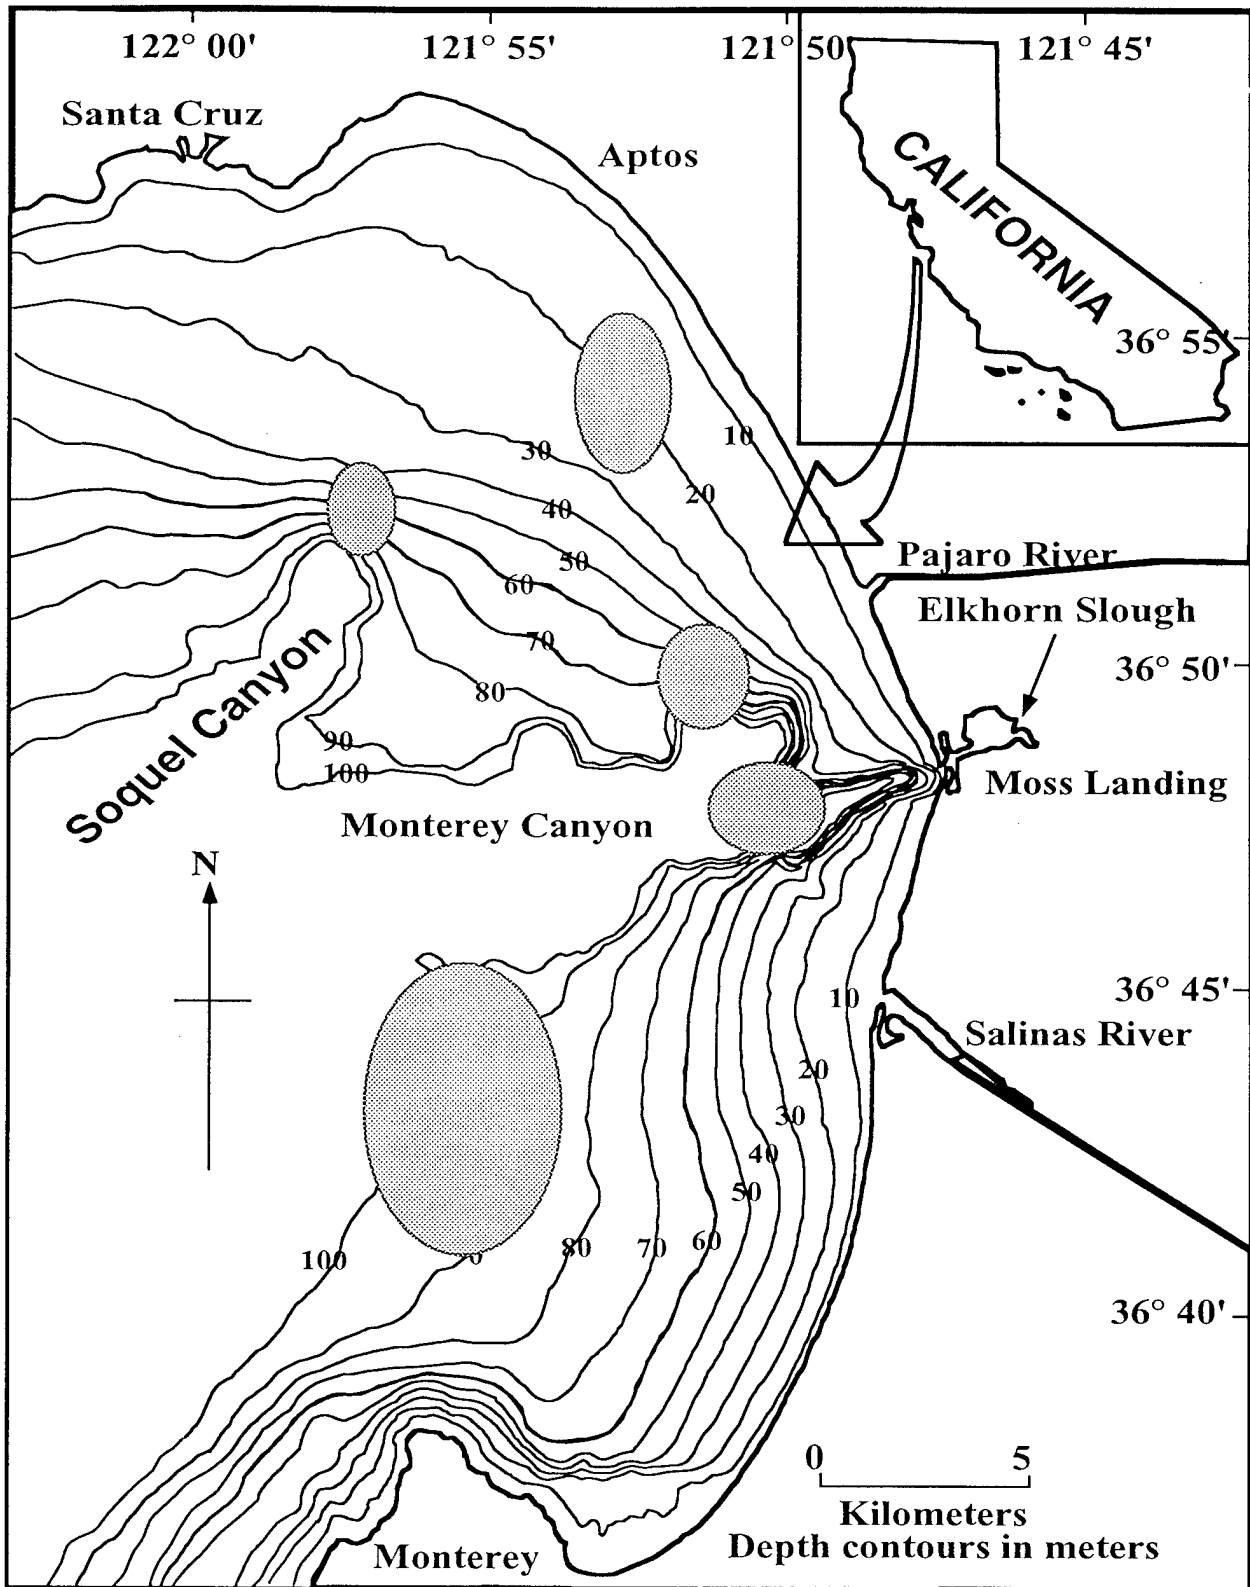 122° 00'
121° 55'
121° 50'
121° 45'
Santa Cruz
Aptos
CALIFORNIA
36° 55'
10
30
20
40
50
Pajaro River
60
Elkhorn Slough
70
36° 50'
80
Soquel Canyon
90
100
Moss Landing
Monterey Canyon
N
36° 45'
10
Salinas River
20
30
40
50
60
70
80
100
36° 40'
0 5
Kilometers
Depth contours in meters
Monterey